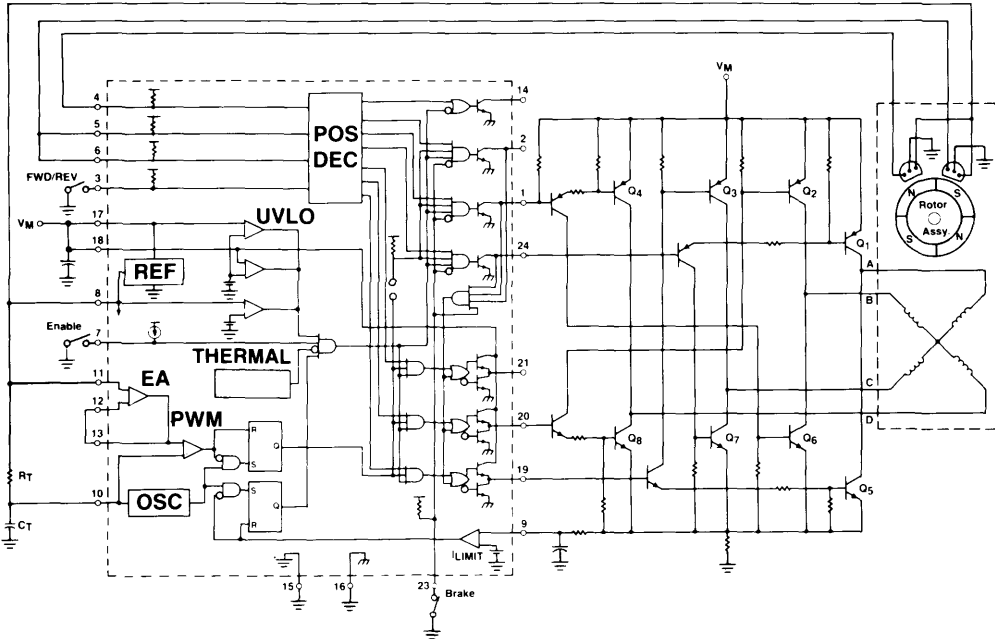 VM
14
4
2
5
POS
DEC
6
FWD/REV
3
1
Q4
Q3
Q2
N
S
Rotor
Assy.
S
N
VM
17
UVLO
18
24
Q1
REF
A
8
B
Enable
7
THERMAL
21
C
11
EA
12
PWM
20
D
13
R
Q
S
Q8
Q7
Q6
19
RT
10
OSC
S
Q
R
Q5
CT
9
ILIMIT
15
16
23
Brake